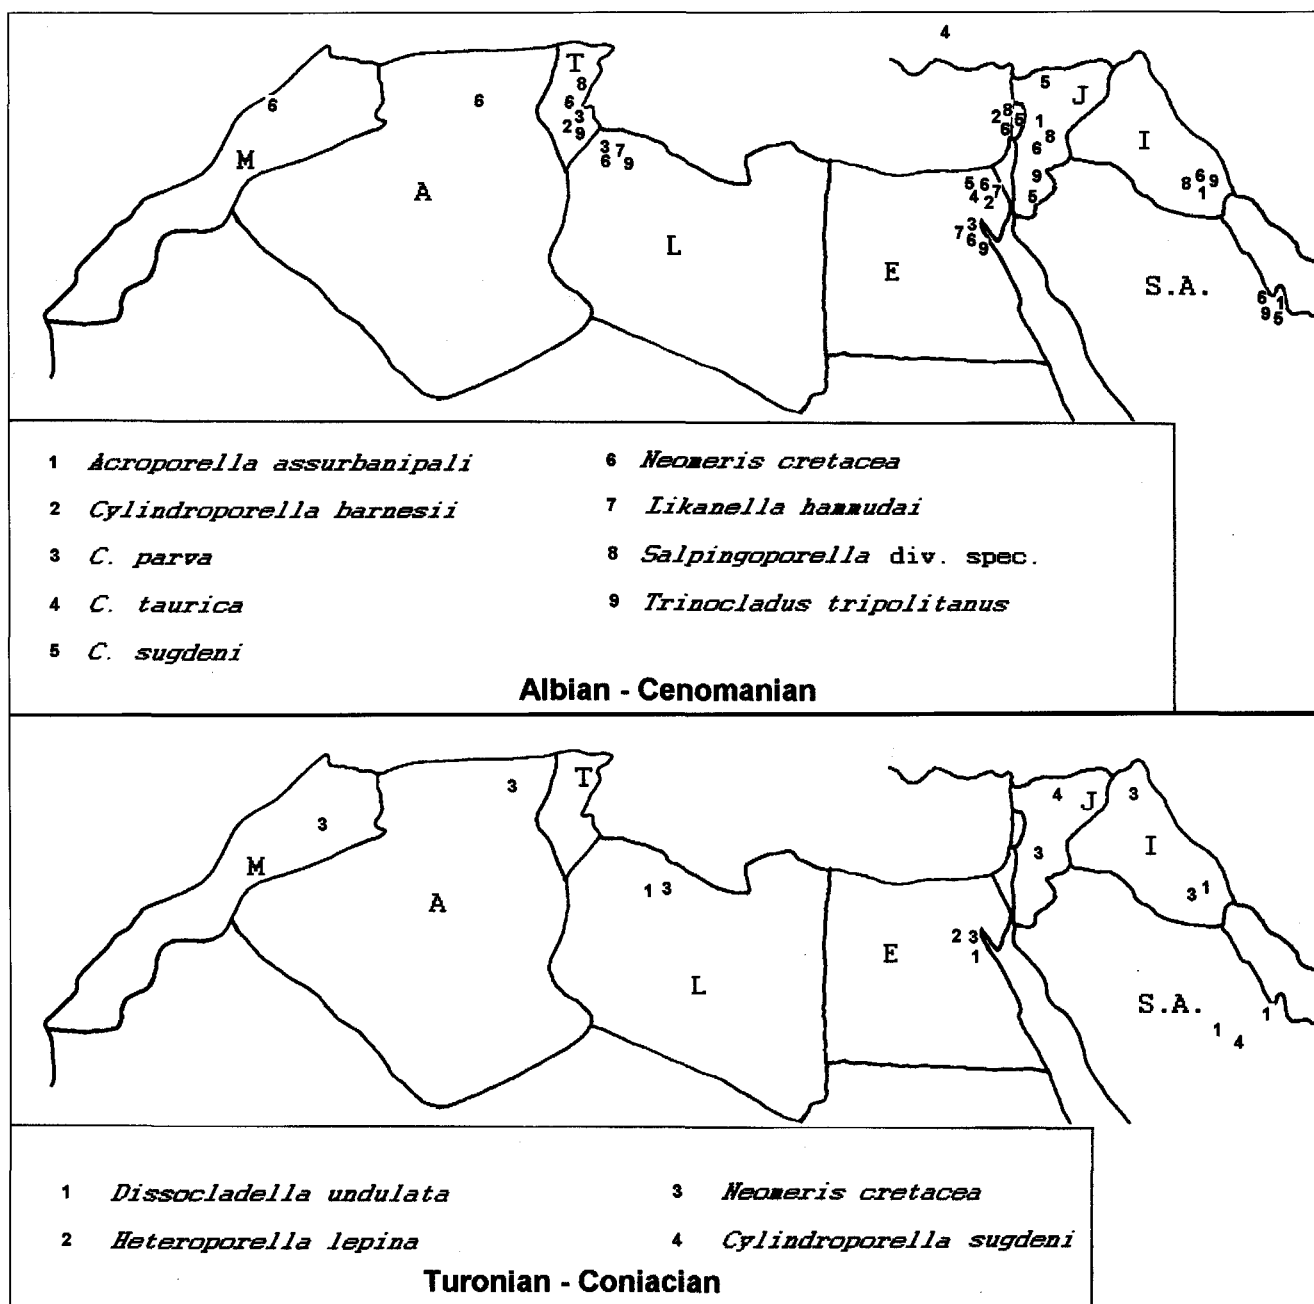 4
T
8
6
3
2 9
6
6
M
A
3 7
6 9
L
5
J
2 8 5
6
1
8
6
9
5
I
8 6 9
1
5 6 7
4 2
3
7 6 9
E
S.A.
6 1
9 5
1 Acroporella assurbanipali
2 Cylindroporella barnesii
3 C. parva
4 C. taurica
5 C. sugdeni
6 Neomeris cretacea
7 Iikanella hammudai
8 Salpingoporella div. spec.
9 Trinocladus tripolitanus
Albian - Cenomanian
T
3
3
M
A
1 3
L
4 J 3
3
I
3 1
2 3
1
E
S.A.
1
1
4
1 Dissocladella undulata
2 Heteroporella lepina
3 Neomeris cretacea
4 Cylindroporella sugdeni
Turonian - Coniacian